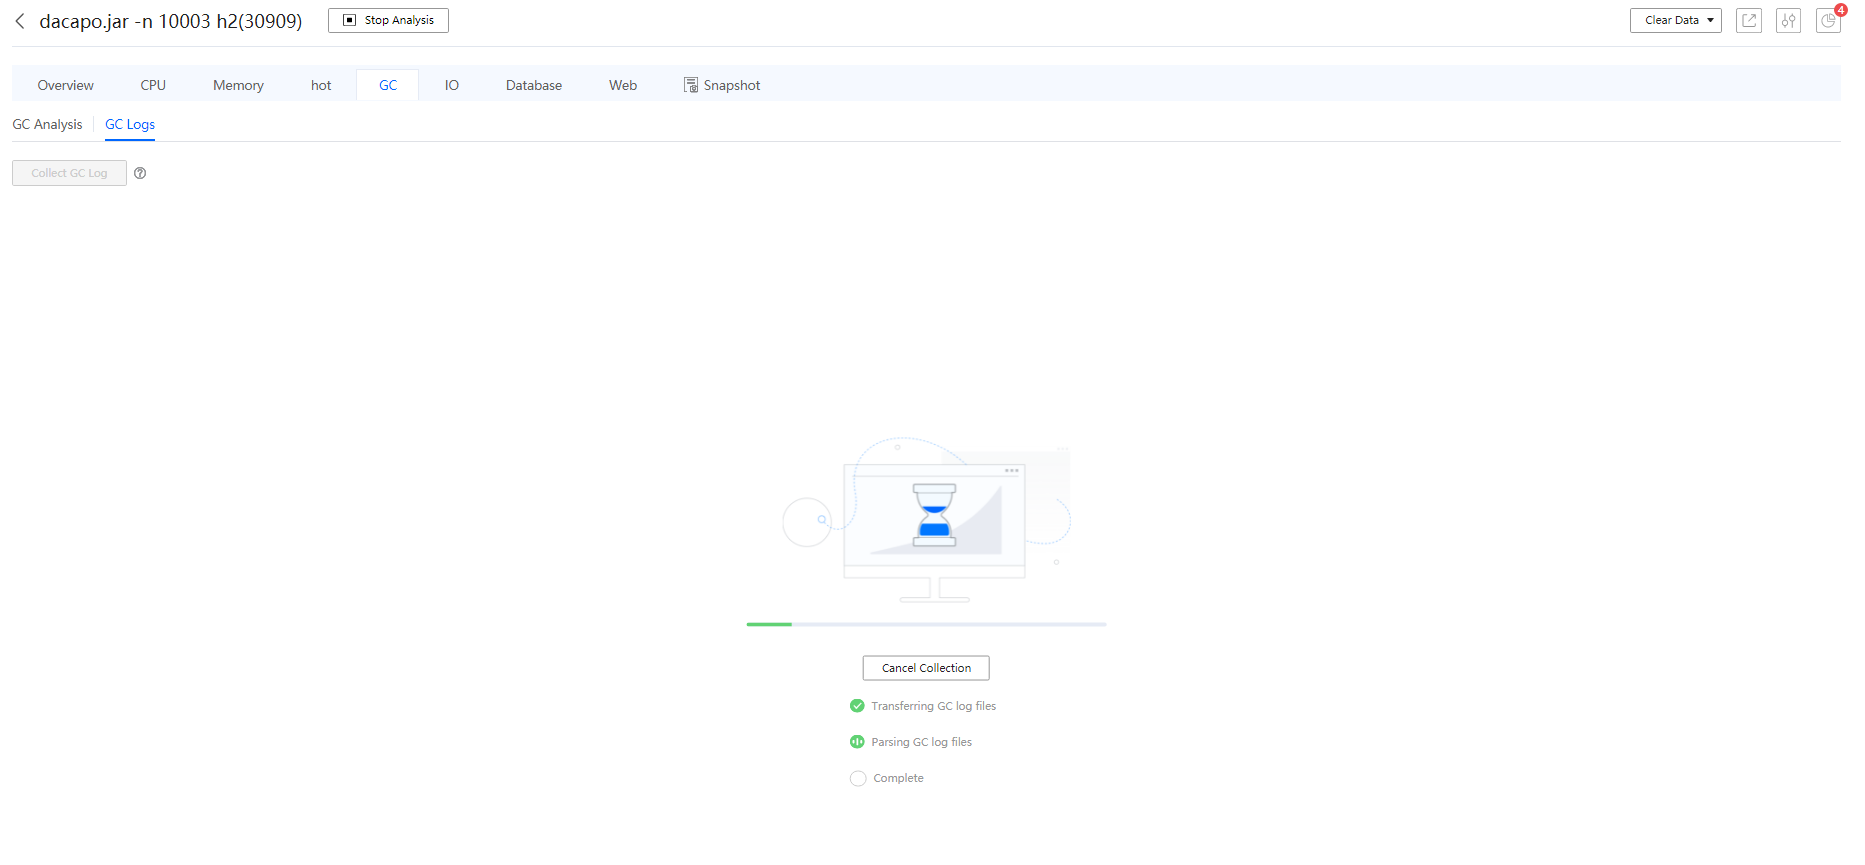 dacapo.jar -n 10003 h2(30909) Stop Analysis Clear Data 4
Overview CPU Memory hot GC IO Database Web Snapshot
GC Analysis GC Logs
Collect GC Log ?
Cancel Collection
Transferring GC log files
Parsing GC log files
Complete